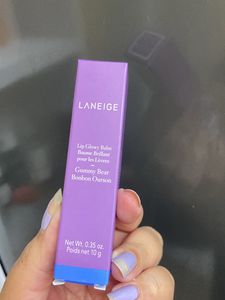 LANEIGE
Lip Glowy Balm
Baume Brillant
pour les Lèvres
Gummy Bear
Bonbon Ourson
Net Wt. 0.35 oz.
Poids net 10 g